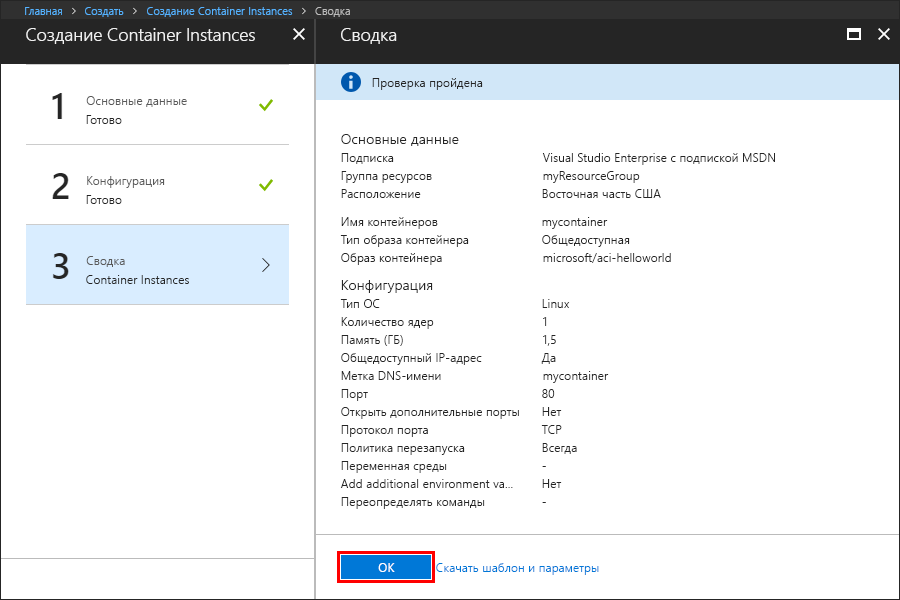 Главная > Создать > Создание Container Instances > Сводка
Создание Container Instances
1
Основные данные
Готово
2
Конфигурация
Готово
3
Сводка
Container Instances
Сводка
Проверка пройдена
Основные данные
Подписка Visual Studio Enterprise с подпиской MSDN
Группа ресурсов myResourceGroup
Расположение Восточная часть США
Имя контейнеров mycontainer
Тип образа контейнера Общедоступная
Образ контейнера microsoft/aci-helloworld
Конфигурация
Тип ОС Linux
Количество ядер 1
Память (ГБ) 1,5
Общедоступный IP-адрес Да
Метка DNS-имени mycontainer
Порт 80
Открыть дополнительные порты Нет
Протокол порта TCP
Политика перезапуска Всегда
Переменная среды -
Add additional environment va... Нет
Переопределять команды -
ОК Скачать шаблон и параметры